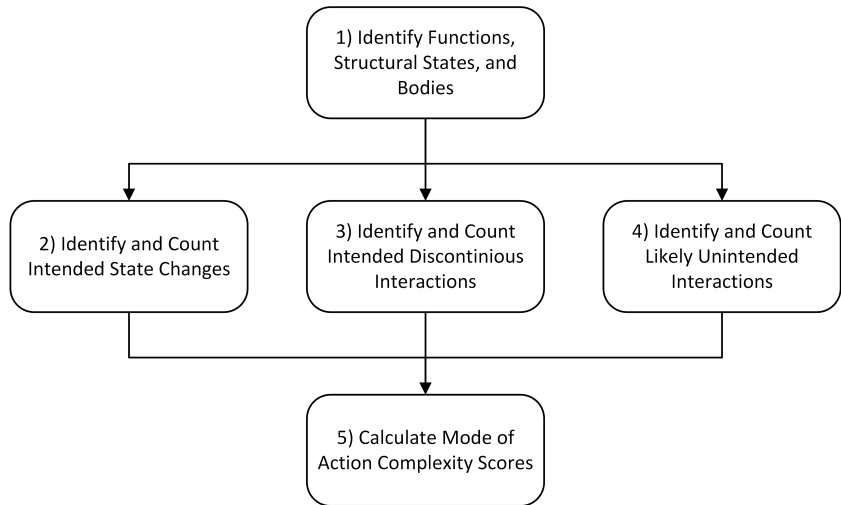 1) Identify Functions,
Structural States, and
Bodies
2) Identify and Count
Intended State Changes
3) Identify and Count
Intended Discontinious
Interactions
4) Identify and Count
Likely Unintended
Interactions
5) Calculate Mode of
Action Complexity Scores